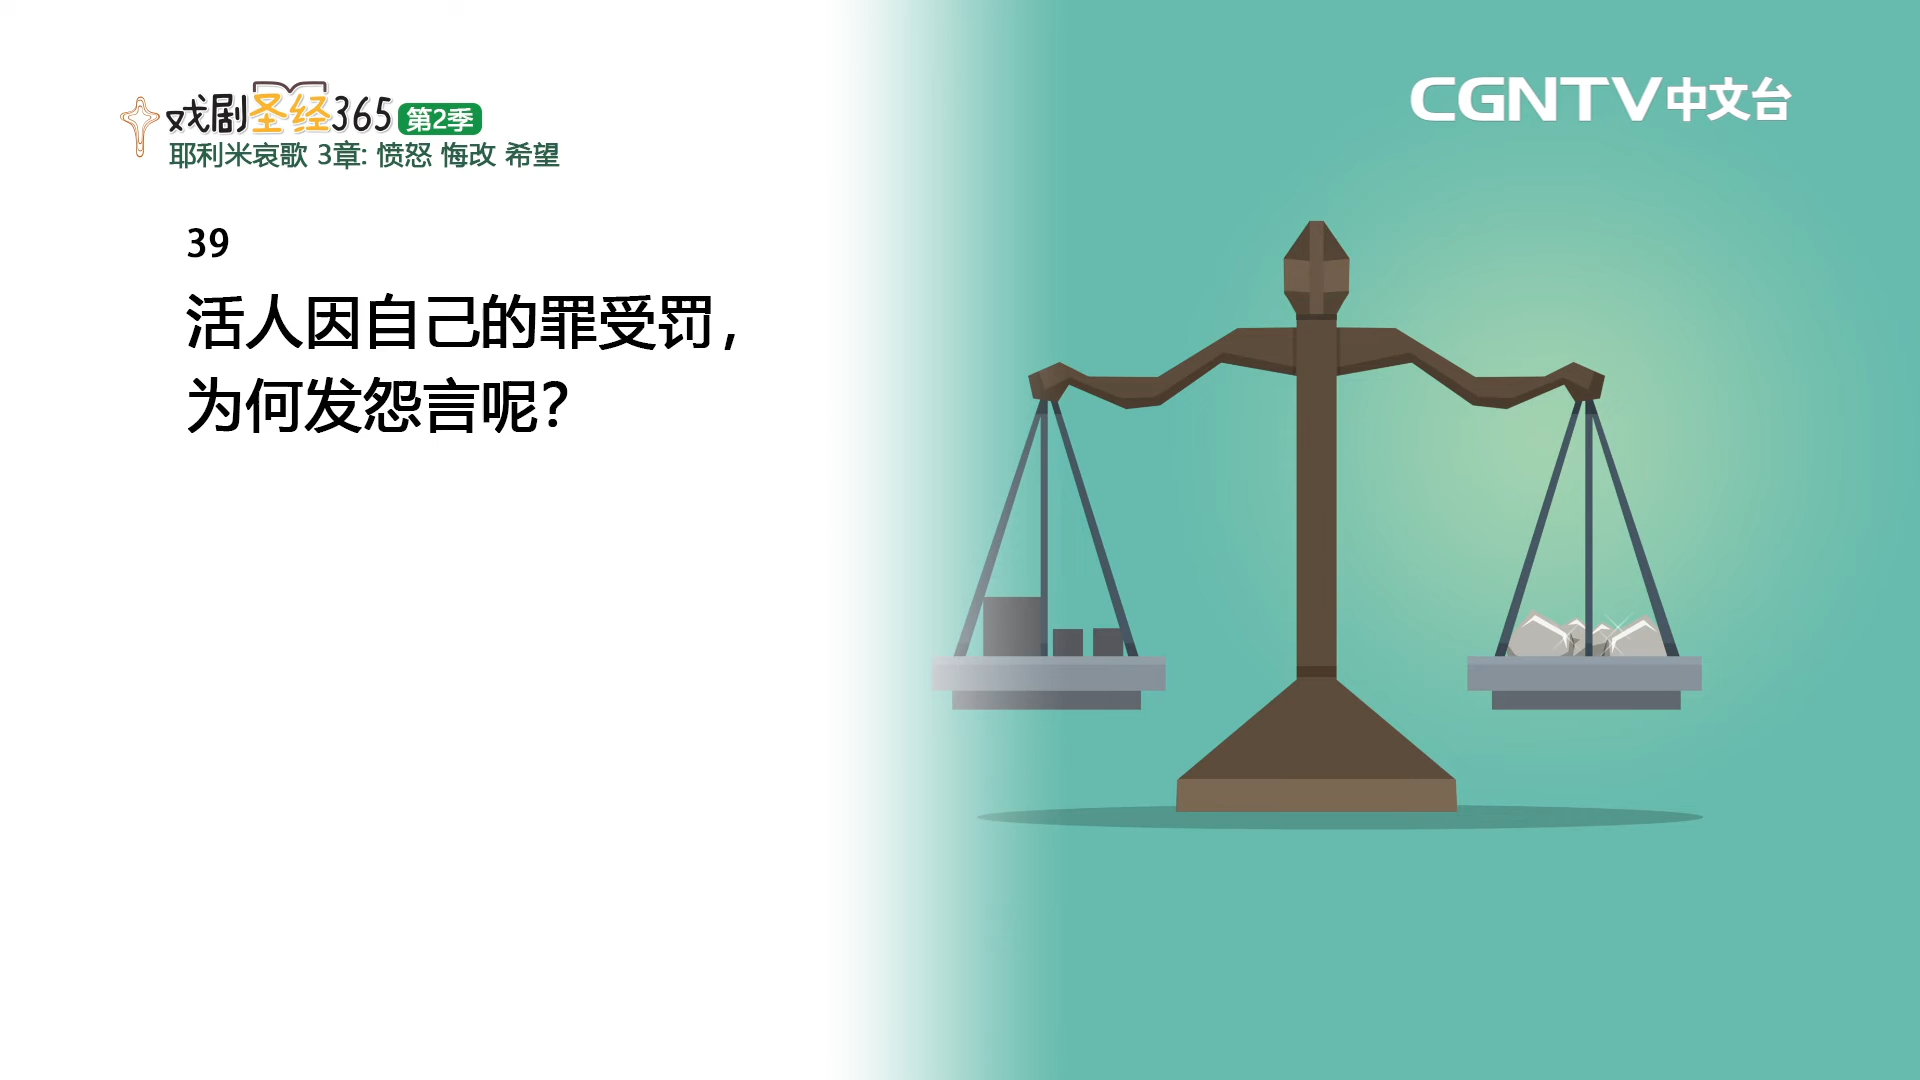 戏剧圣经365 第2季
耶利米哀歌 3章: 愤怒 悔改 希望
CGNTV中文台
39
活人因自己的罪受罚，
为何发怨言呢？